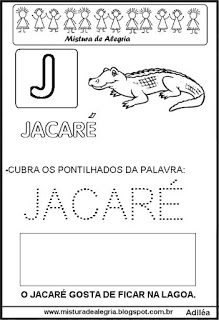 Mistura de Alegria
J
JACARÉ
-CUBRA OS PONTILHADOS DA PALAVRA:
JACARÉ
O JACARÉ GOSTA DE FICAR NA LAGOA.
www.misturadealegria.blogspot.com.br Adiléa